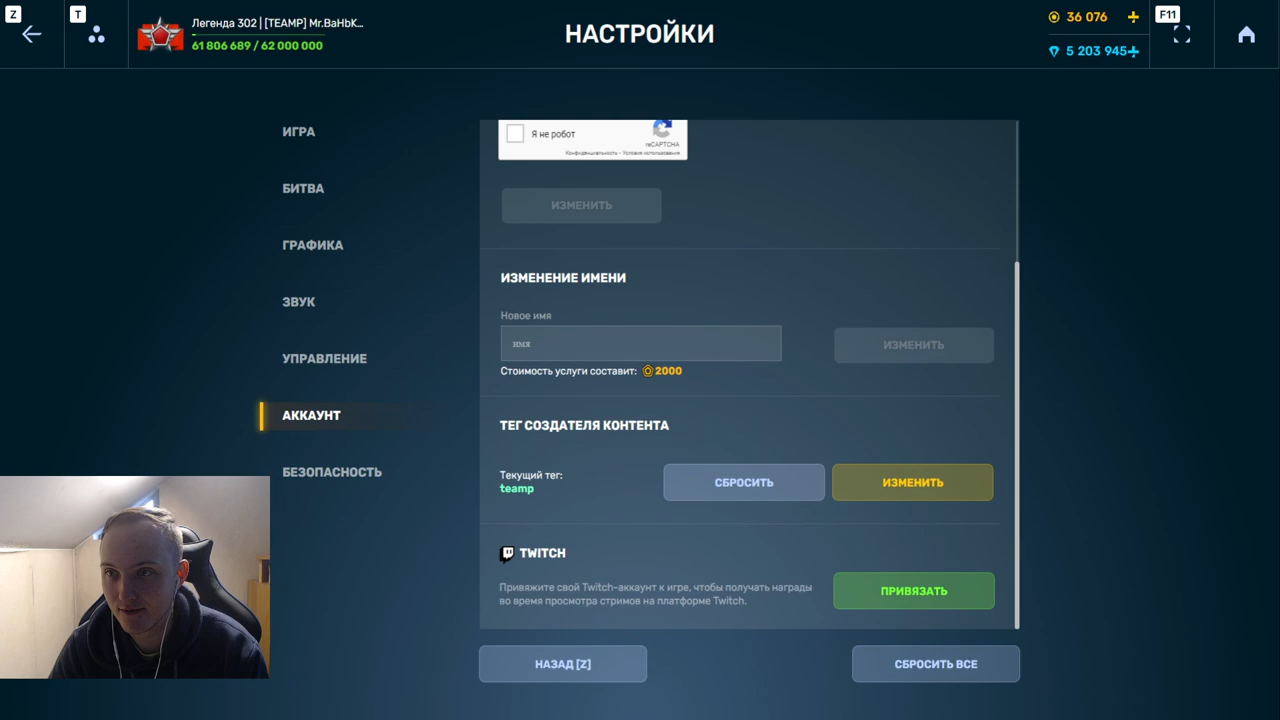 Z
T
Легенда 302 | [TEAMP] Mr.BaHbK...
61 806 689 / 62 000 000
НАСТРОЙКИ
36 076
5 203 945
F11
ИГРА
БИТВА
ГРАФИКА
ЗВУК
УПРАВЛЕНИЕ
АККАУНТ
БЕЗОПАСНОСТЬ
Я не робот
reCAPTCHA
Конфиденциальность - Условия использования
ИЗМЕНИТЬ
ИЗМЕНЕНИЕ ИМЕНИ
Новое имя
имя
ИЗМЕНИТЬ
Стоимость услуги составит: 2000
ТЕГ СОЗДАТЕЛЯ КОНТЕНТА
Текущий тег:
teamp
СБРОСИТЬ
ИЗМЕНИТЬ
TWITCH
Привяжите свой Twitch-аккаунт к игре, чтобы получать награды
во время просмотра стримов на платформе Twitch.
ПРИВЯЗАТЬ
НАЗАД [Z]
СБРОСИТЬ ВСЕ